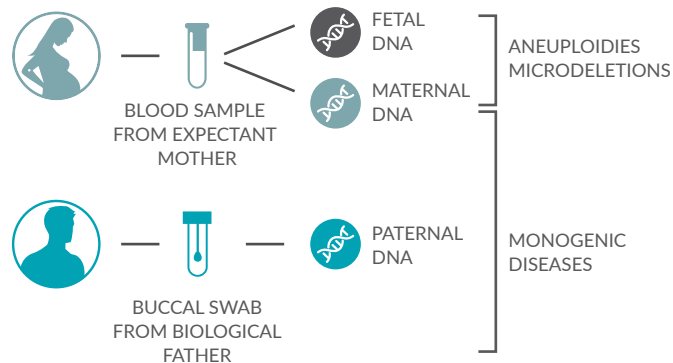 FETAL
DNA
ANEUPLOIDIES
MICRODELETIONS
MATERNAL
DNA
BLOOD SAMPLE
FROM EXPECTANT
MOTHER
PATERNAL
DNA
MONOGENIC
DISEASES
BUCCAL SWAB
FROM BIOLOGICAL
FATHER